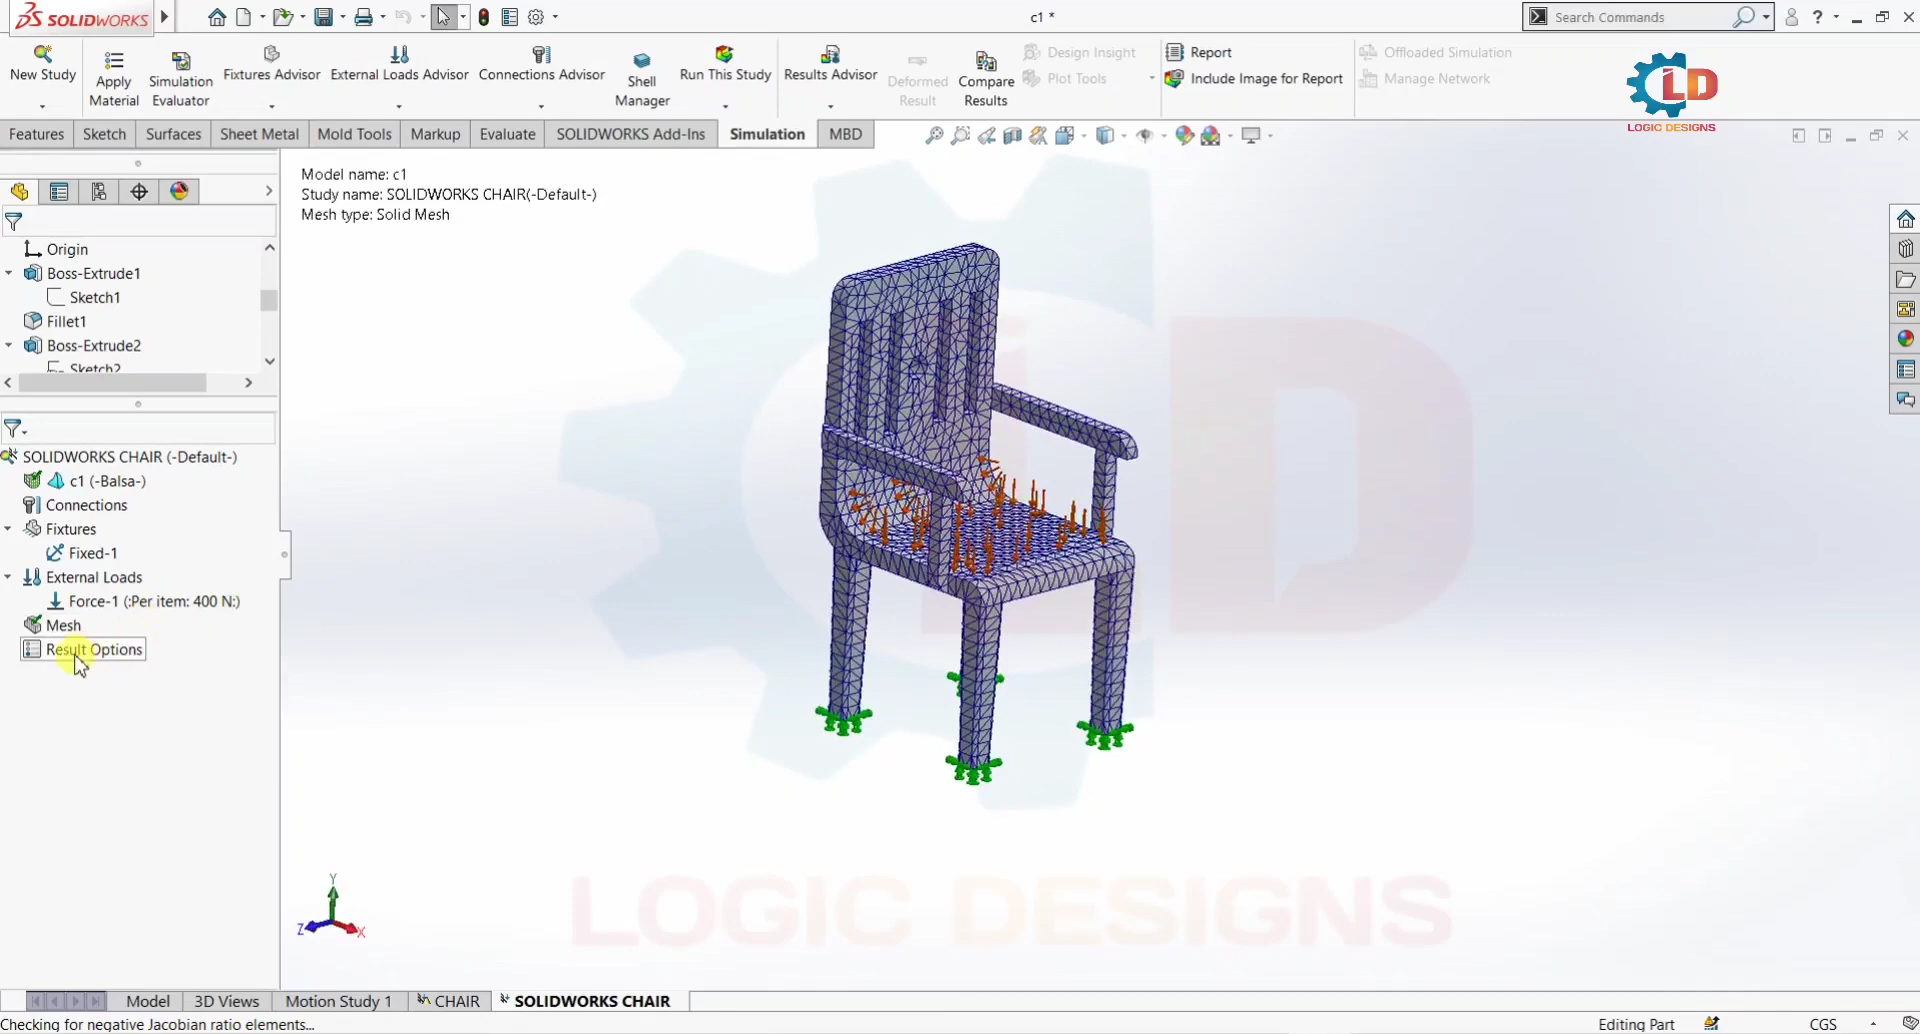 SOLIDWORKS
c1 *
Search Commands
New Study
Apply Material
Simulation Evaluator
Fixtures Advisor
External Loads Advisor
Connections Advisor
Shell Manager
Run This Study
Results Advisor
Deformed Result
Compare Results
Design Insight
Plot Tools
Report
Include Image for Report
Offloaded Simulation
Manage Network
LD
LOGIC DESIGNS
Features
Sketch
Surfaces
Sheet Metal
Mold Tools
Markup
Evaluate
SOLIDWORKS Add-Ins
Simulation
MBD
Model name: c1
Study name: SOLIDWORKS CHAIR(-Default-)
Mesh type: Solid Mesh
Origin
Boss-Extrude1
Sketch1
Fillet1
Boss-Extrude2
Sketch2
SOLIDWORKS CHAIR (-Default-)
c1 (-Balsa-)
Connections
Fixtures
Fixed-1
External Loads
Force-1 (:Per item: 400 N:)
Mesh
Result Options
LD
LOGIC DESIGNS
Y
Z
X
Model
3D Views
Motion Study 1
CHAIR
SOLIDWORKS CHAIR
Checking for negative Jacobian ratio elements...
Editing Part
CGS